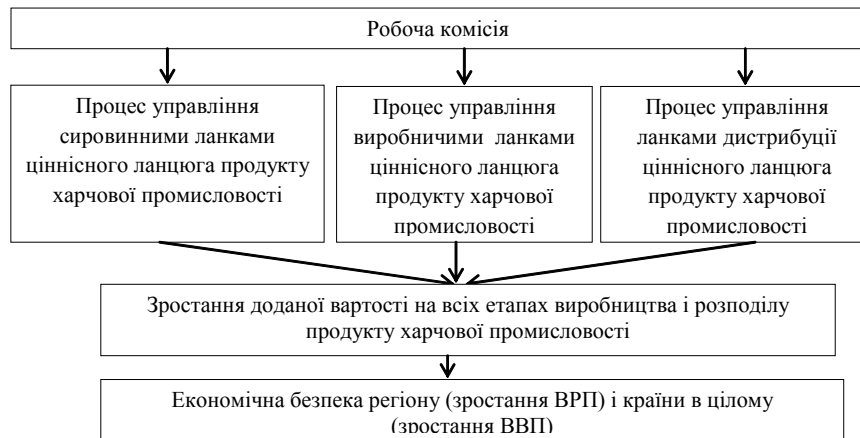 Робоча комісія
Процес управління
сировинними ланками
ціннісного ланцюга продукту
харчової промисловості
Процес управління
виробничими ланками
ціннісного ланцюга
продукту харчової
промисловості
Процес управління
ланками дистрибуції
ціннісного ланцюга
продукту харчової
промисловості
Зростання доданої вартості на всіх етапах виробництва і розподілу
продукту харчової промисловості
Економічна безпека регіону (зростання ВРП) і країни в цілому
(зростання ВВП)